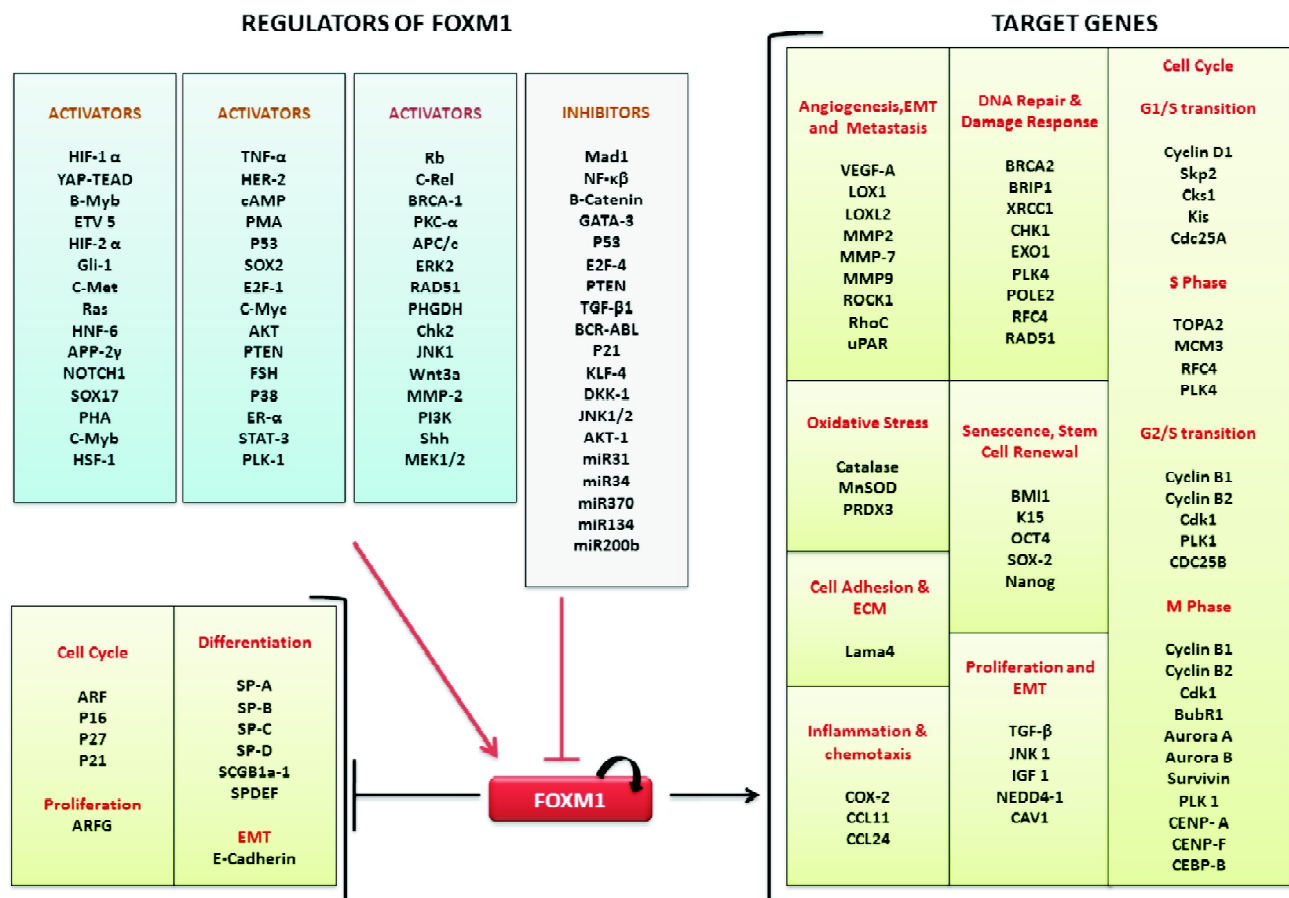 REGULATORS OF FOXM1
ACTIVATORS
HIF-1 α
YAP-TEAD
B-Myb
ETV 5
HIF-2 α
Gli-1
C-Met
Ras
HNF-6
APP-2γ
NOTCH1
SOX17
PHA
C-Myb
HSF-1
ACTIVATORS
TNF-α
HER-2
cAMP
PMA
P53
SOX2
E2F-1
C-Myc
AKT
PTEN
FSH
P38
ER-α
STAT-3
PLK-1
ACTIVATORS
Rb
C-Rel
BRCA-1
PKC-α
APC/c
ERK2
RAD51
PHGDH
Chk2
JNK1
Wnt3a
MMP-2
PI3K
Shh
MEK1/2
INHIBITORS
Mad1
NF-κβ
B-Catenin
GATA-3
P53
E2F-4
PTEN
TGF-β1
BCR-ABL
P21
KLF-4
DKK-1
JNK1/2
AKT-1
miR31
miR34
miR370
miR134
miR200b
Cell Cycle
ARF
P16
P27
P21
Proliferation
ARFG
Differentiation
SP-A
SP-B
SP-C
SP-D
SCGB1a-1
SPDEF
EMT
E-Cadherin
FOXM1
TARGET GENES
Angiogenesis,EMT
and Metastasis
VEGF-A
LOX1
LOXL2
MMP2
MMP-7
MMP9
ROCK1
RhoC
uPAR
Oxidative Stress
Catalase
MnSOD
PRDX3
Cell Adhesion &
ECM
Lama4
Inflammation &
chemotaxis
COX-2
CCL11
CCL24
DNA Repair &
Damage Response
BRCA2
BRIP1
XRCC1
CHK1
EXO1
PLK4
POLE2
RFC4
RAD51
Senescence, Stem
Cell Renewal
BMI1
K15
OCT4
SOX-2
Nanog
Proliferation and
EMT
TGF-β
JNK 1
IGF 1
NEDD4-1
CAV1
Cell Cycle
G1/S transition
Cyclin D1
Skp2
Cks1
Kis
Cdc25A
S Phase
TOPA2
MCM3
RFC4
PLK4
G2/S transition
Cyclin B1
Cyclin B2
Cdk1
PLK1
CDC25B
M Phase
Cyclin B1
Cyclin B2
Cdk1
BubR1
Aurora A
Aurora B
Survivin
PLK 1
CENP- A
CENP-F
CEBP-B